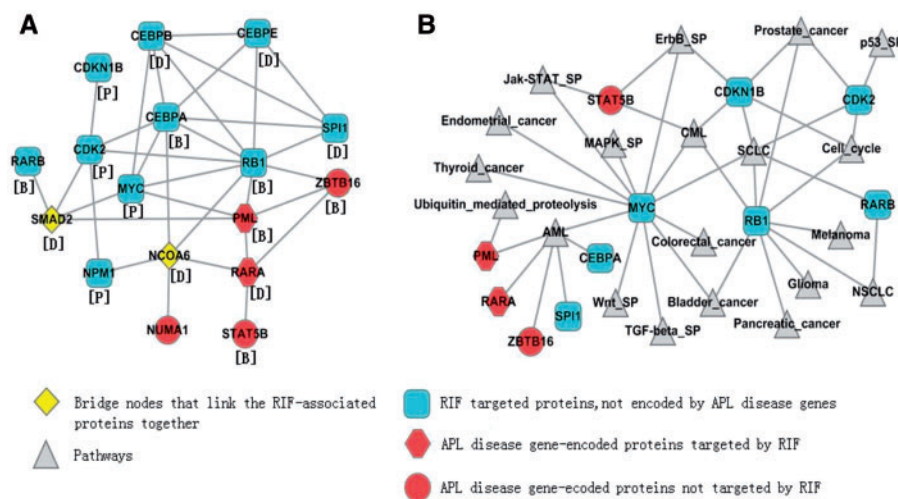 A
B
CEBPB
[D]
CEBPE
[D]
CDKN1B
[P]
CEBPA
[B]
SPI1
[D]
RARB
[B]
CDK2
[P]
RB1
[B]
ZBTB16
[B]
MYC
[P]
SMAD2
[D]
PML
[B]
NCOA6
[D]
RARA
[D]
NPM1
[P]
NUMA1
STAT5B
[B]
ErbB_SP
Prostate_cancer
Jak-STAT_SP
STAT5B
CDKN1B
CDK2
Endometrial_cancer
MAPK_SP
CML
SCLC
Cell_cycle
Thyroid_cancer
Ubiquitin_mediated_proteolysis
MYC
RB1
RARB
PML
AML
CEBPA
Colorectal_cancer
Melanoma
RARA
SPI1
Wnt_SP
Bladder_cancer
Glioma
NSCLC
ZBTB16
TGF-beta_SP
Pancreatic_cancer
Bridge nodes that link the RIF-associated
proteins together
Pathways
RIF targeted proteins,not encoded by APL disease genes
APL disease gene-encoded proteins targeted by RIF
APL disease gene-ecoded proteins not targeted by RIF